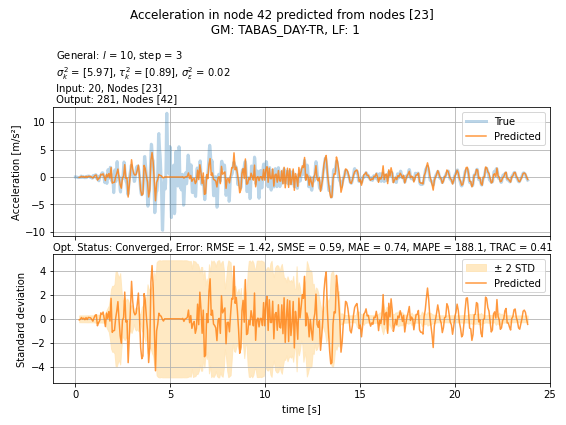 Acceleration in node 42 predicted from nodes [23]
GM: TABAS_DAY-TR, LF: 1
General: l = 10, step = 3
σ²ₖ = [5.97], τ²ₖ = [0.89], σ²ε = 0.02
Input: 20, Nodes [23]
Output: 281, Nodes [42]
Acceleration [m/s²]
10
5
0
−5
−10
True
Predicted
Opt. Status: Converged, Error: RMSE = 1.42, SMSE = 0.59, MAE = 0.74, MAPE = 188.1, TRAC = 0.41
Standard deviation
4
2
0
−2
−4
± 2 STD
Predicted
0 5 10 15 20 25
time [s]